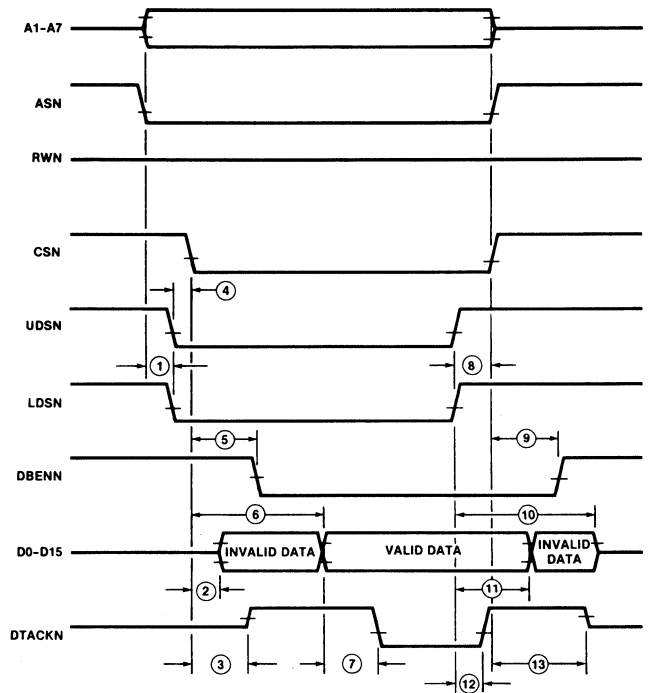 A1–A7
ASN
RWN
CSN
4
UDSN
1
8
LDSN
5
9
DBENN
6
10
D0–D15
INVALID DATA
VALID DATA
INVALID
DATA
2
11
DTACKN
3
7
12
13